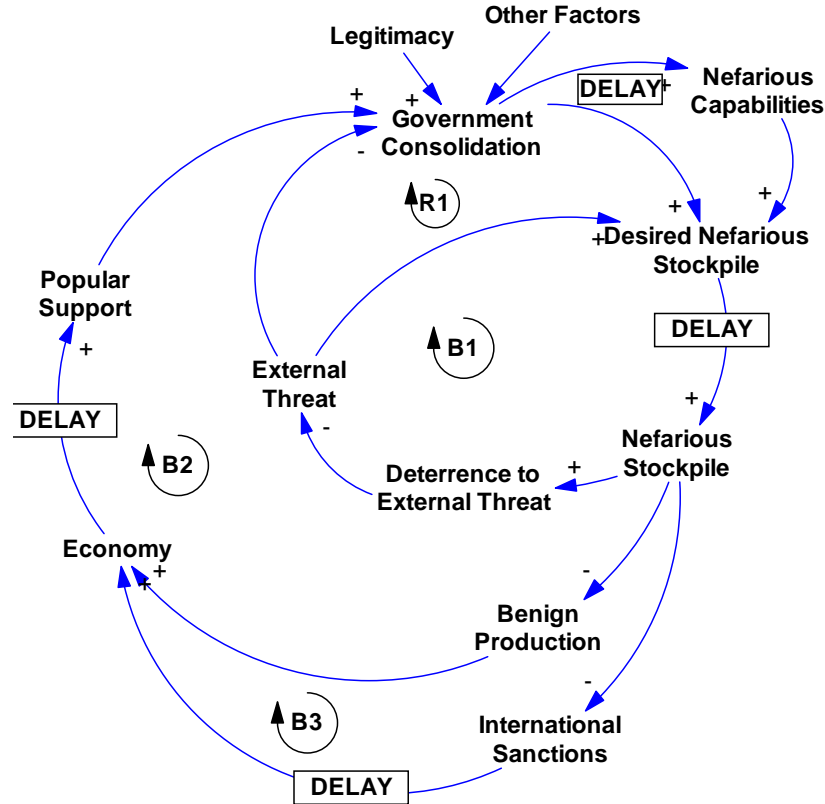 Other Factors
Legitimacy
DELAY
+
Nefarious
Capabilities
+
+
Government
Consolidation
-
R1
+
+
+
Desired Nefarious
Stockpile
Popular
Support
+
DELAY
B1
External
Threat
-
+
DELAY
B2
Nefarious
Stockpile
+
Deterrence to
External Threat
Economy
+
+
-
Benign
Production
-
B3
International
Sanctions
DELAY